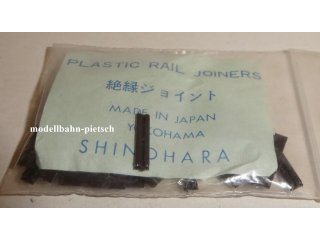 PLASTIC RAIL JOINERS
絶縁ジョイント
MADE IN JAPAN
modellbahn-pietsch
YOKOHAMA
SHINOHARA